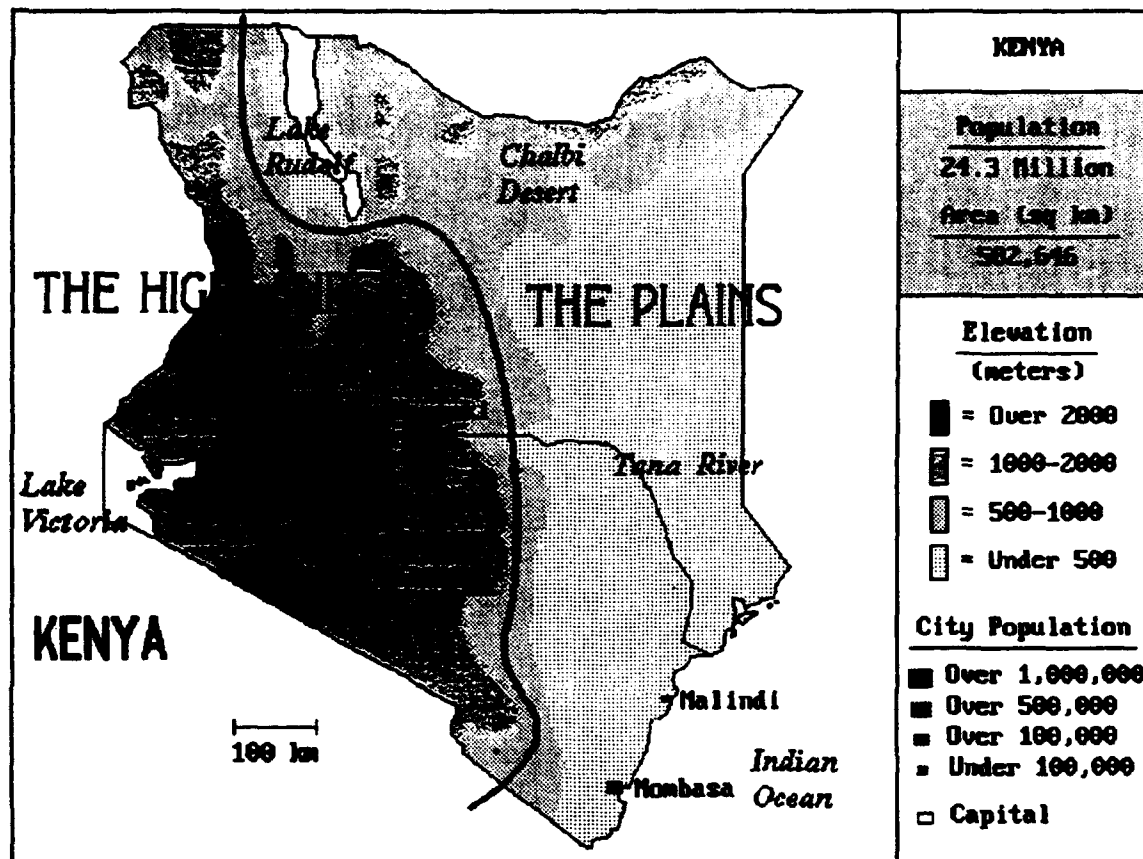 Lake
Rudolf
Chalbi
Desert
THE HIG
THE PLAINS
Tana River
Lake
Victoria
KENYA
100 km
Malindi
Mombasa
Indian
Ocean
KENYA
Population
24.3 Million
Area (sq km)
582,646
Elevation
(meters)
= Over 2000
= 1000-2000
= 500-1000
= Under 500
City Population
Over 1,000,000
Over 500,000
Over 100,000
Under 100,000
Capital